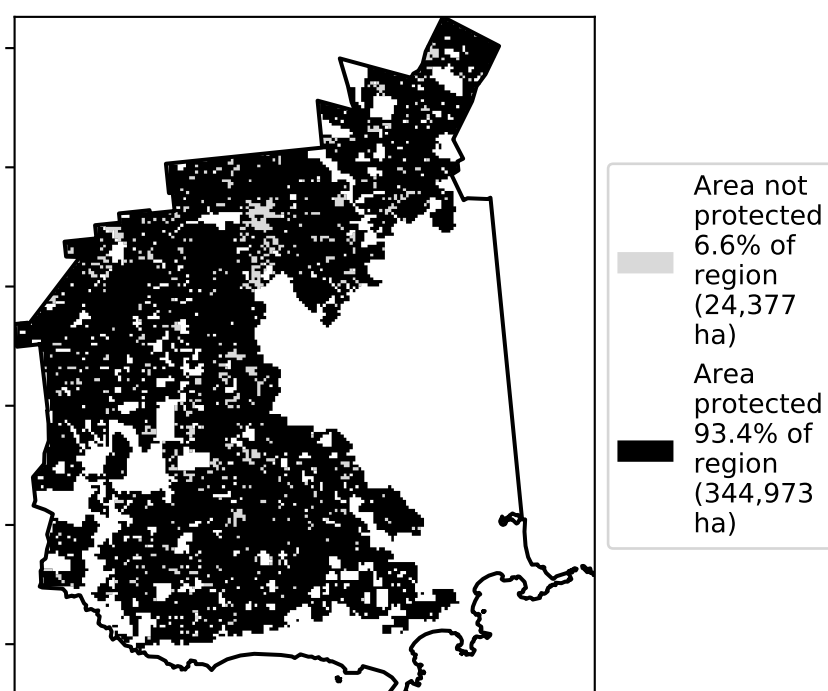 Area not
protected
6.6% of
region
(24,377
ha)
Area
protected
93.4% of
region
(344,973
ha)